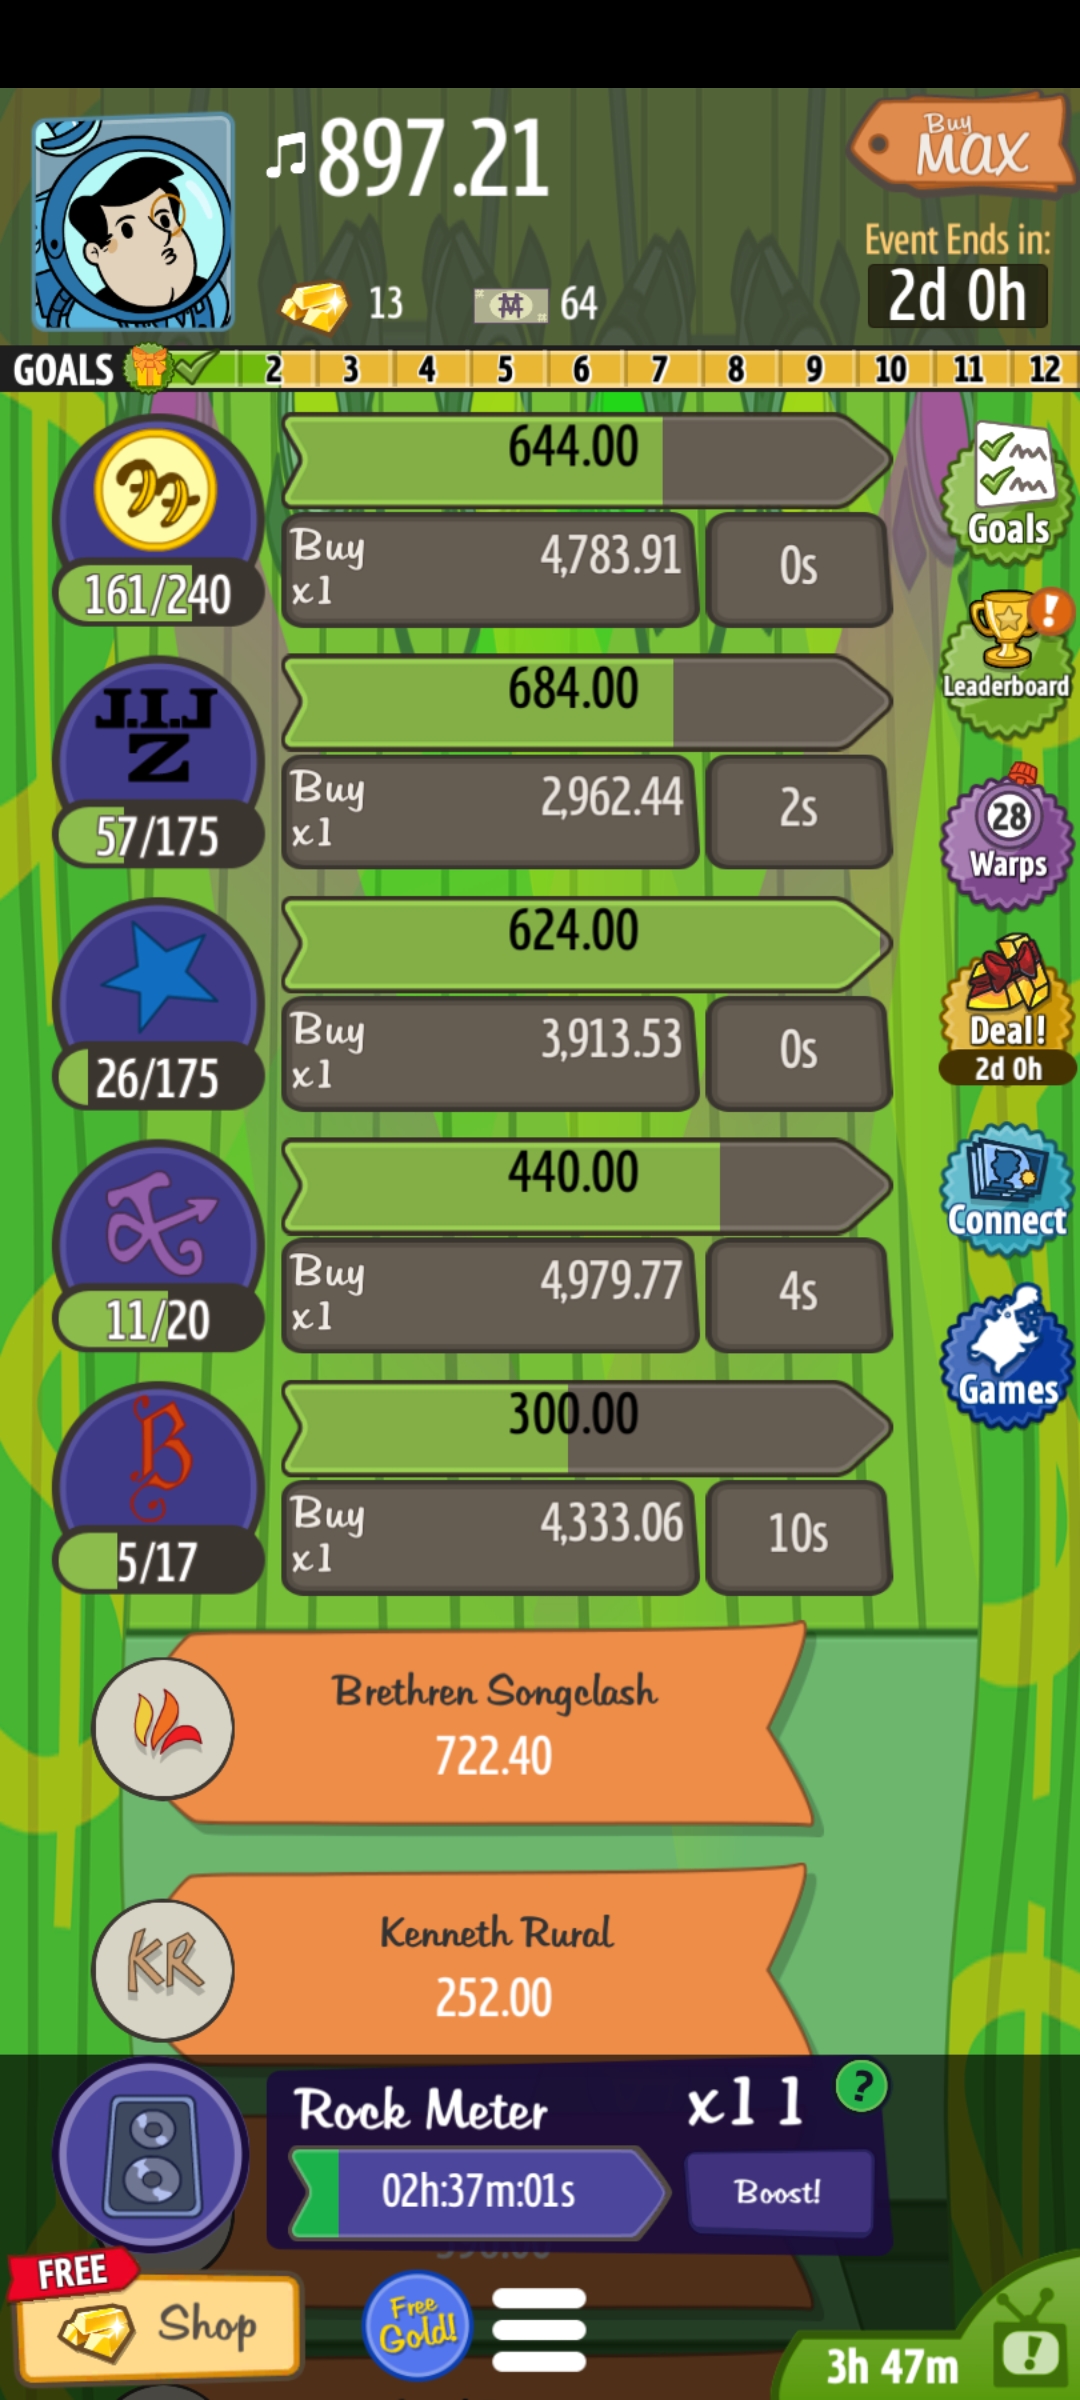 897.21
Buy
MAX
13
64
Event Ends in:
2d 0h
GOALS 2 3 4 5 6 7 8 9 10 11 12
644.00
161/240
Buy
x1
4,783.91
0s
Goals
684.00
J.I.J
Z
57/175
Buy
x1
2,962.44
2s
Leaderboard
28
Warps
624.00
26/175
Buy
x1
3,913.53
0s
Deal!
2d 0h
440.00
11/20
Buy
x1
4,979.77
4s
Connect
300.00
B
5/17
Buy
x1
4,333.06
10s
Games
Brethren Songclash
722.40
KR
Kenneth Rural
252.00
Rock Meter
x11
?
02h:37m:01s
Boost!
FREE
Shop
Free
Gold!
3h 47m